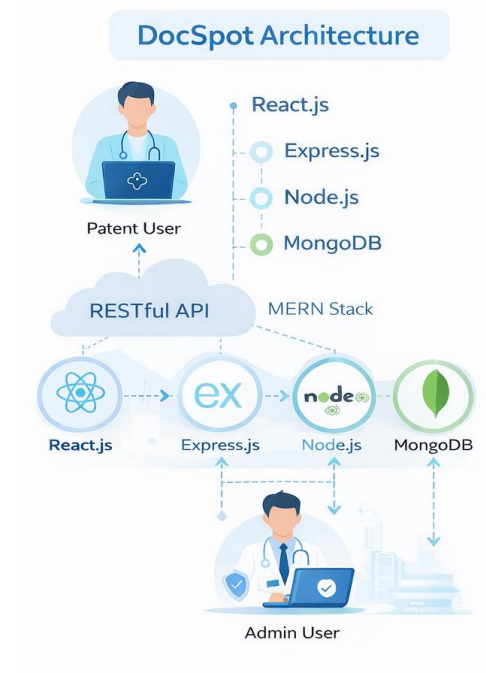 DocSpot Architecture
React.js
Express.js
Node.js
MongoDB
Patent User
RESTful API
MERN Stack
ex
node
React.js
Express.js
Node.js
MongoDB
Admin User